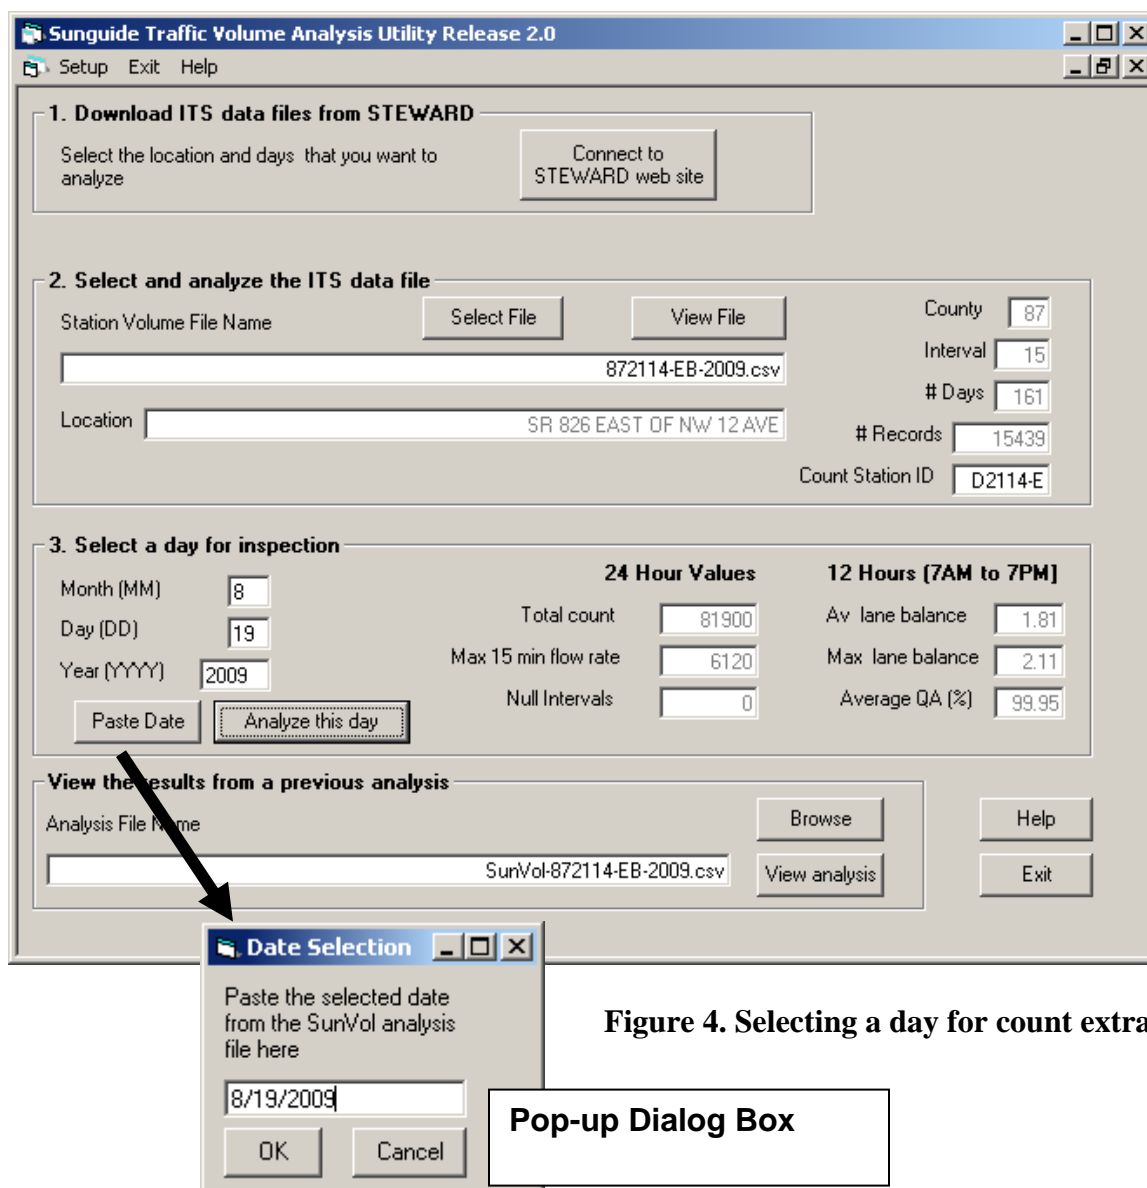 Sunguide Traffic Volume Analysis Utility Release 2.0
Setup Exit Help
1. Download ITS data files from STEWARD
Select the location and days that you want to
analyze
Connect to
STEWARD web site
2. Select and analyze the ITS data file
Station Volume File Name
Select File
View File
872114-EB-2009.csv
Location
SR 826 EAST OF NW 12 AVE
County 87
Interval 15
# Days 161
# Records 15439
Count Station ID D2114-E
3. Select a day for inspection
Month (MM) 8
Day (DD) 19
Year (YYYY) 2009
Paste Date
Analyze this day
24 Hour Values
Total count 81900
Max 15 min flow rate 6120
Null Intervals 0
12 Hours (7AM to 7PM]
Av lane balance 1.81
Max lane balance 2.11
Average QA (%) 99.95
View the results from a previous analysis
Analysis File Name
Browse
SunVol-872114-EB-2009.csv
View analysis
Help
Exit
Date Selection
Paste the selected date
from the SunVol analysis
file here
8/19/2009
OK
Cancel
Figure 4. Selecting a day for count extra
Pop-up Dialog Box